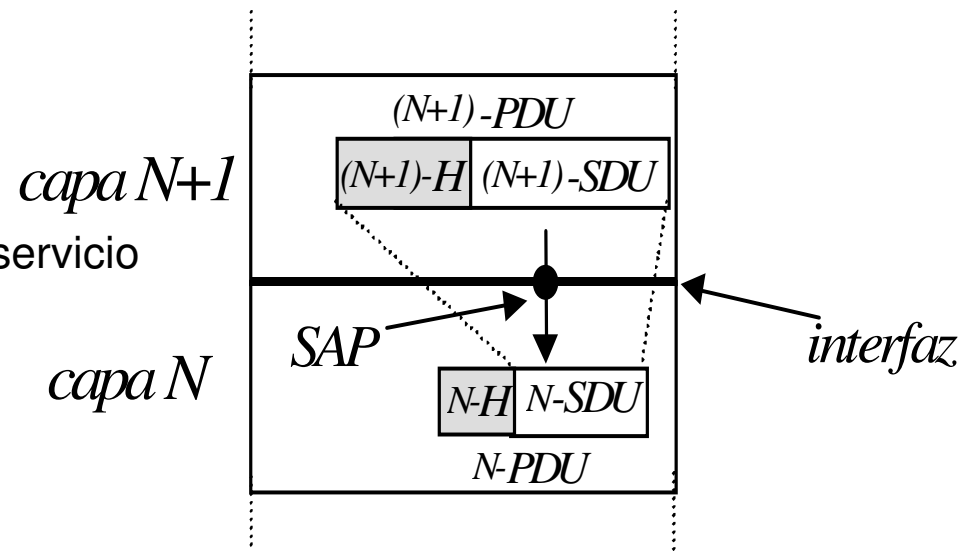 (N+1)-PDU
capa N+1
(N+1)-H (N+1)-SDU
servicio
SAP
interfaz
capa N
N-H N-SDU
N-PDU